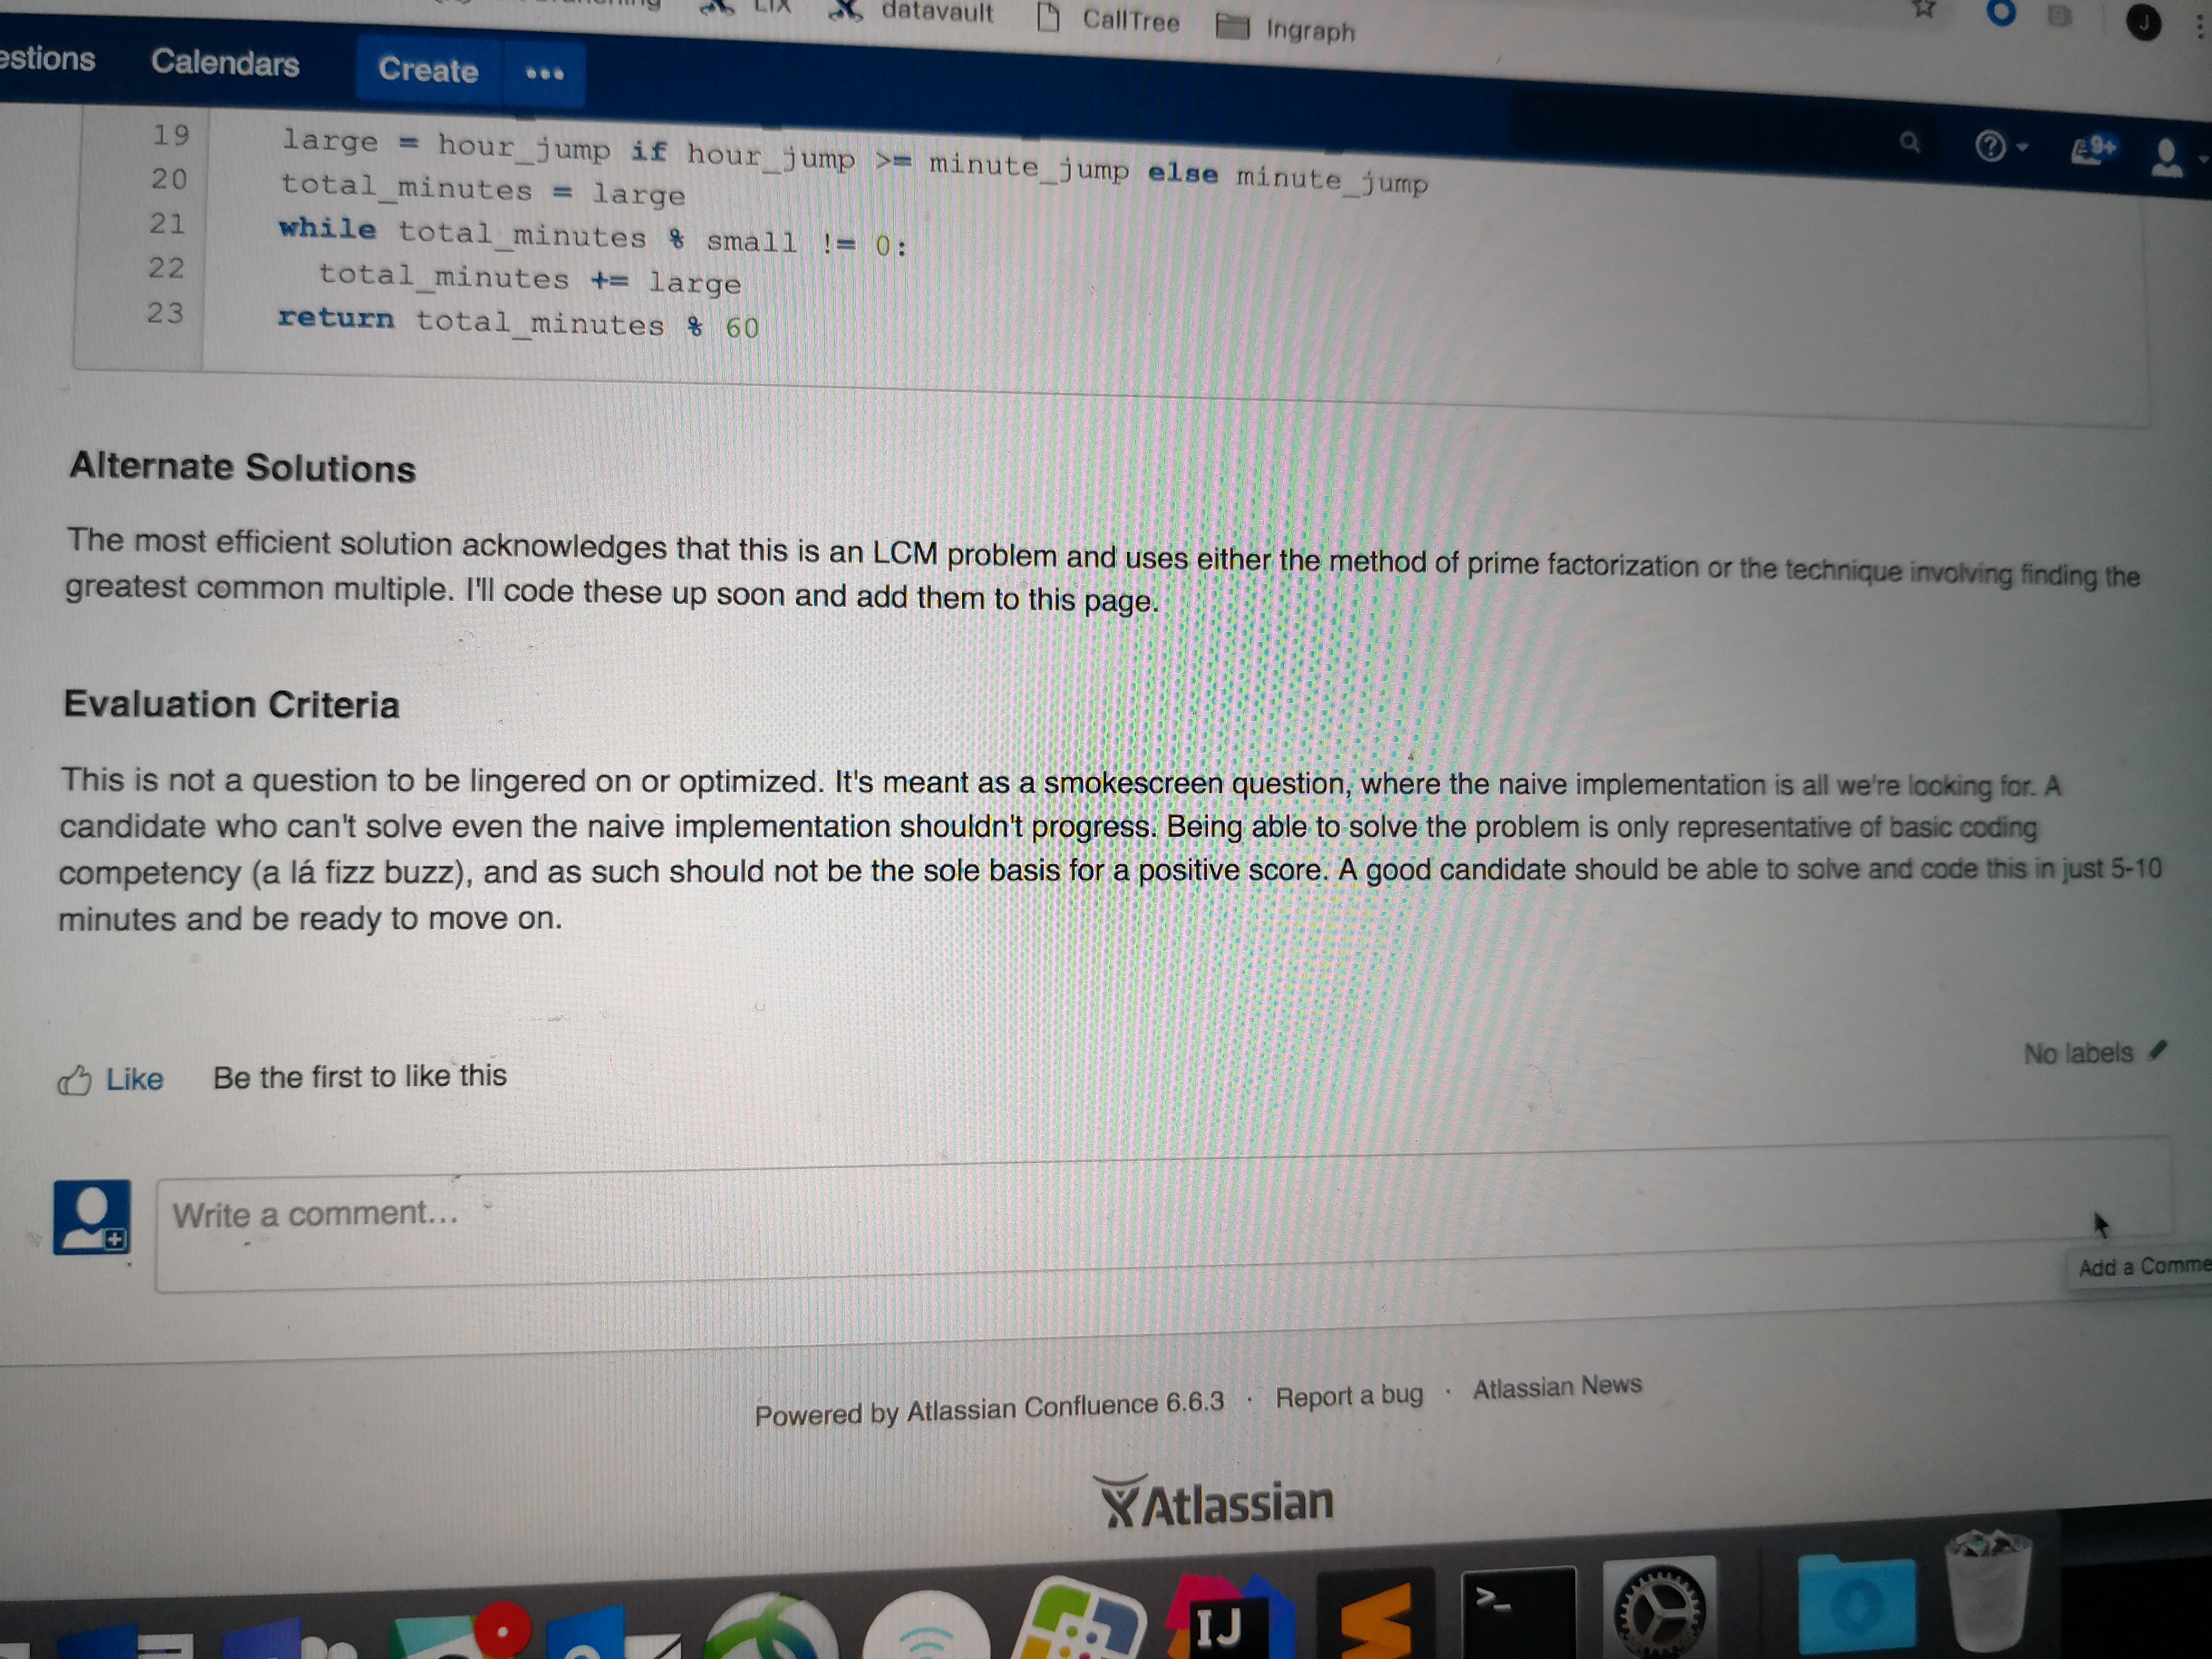 LIX datavault CallTree Ingraph
Calendars Create •••
19 large = hour_jump if hour_jump >= minute_jump else minute_jump
20 total_minutes = large
21 while total_minutes % small != 0:
22 total_minutes += large
23 return total_minutes % 60
9+
J
Alternate Solutions
The most efficient solution acknowledges that this is an LCM problem and uses either the method of prime factorization or the technique involving finding the
greatest common multiple. I'll code these up soon and add them to this page.
Evaluation Criteria
This is not a question to be lingered on or optimized. It's meant as a smokescreen question, where the naive implementation is all we're looking for. A
candidate who can't solve even the naive implementation shouldn't progress. Being able to solve the problem is only representative of basic coding
competency (a lá fizz buzz), and as such should not be the sole basis for a positive score. A good candidate should be able to solve and code this in just 5-10
minutes and be ready to move on.
Like Be the first to like this
No labels
Write a comment...
Add a Comme
Powered by Atlassian Confluence 6.6.3 · Report a bug · Atlassian News
Atlassian
IJ
>_